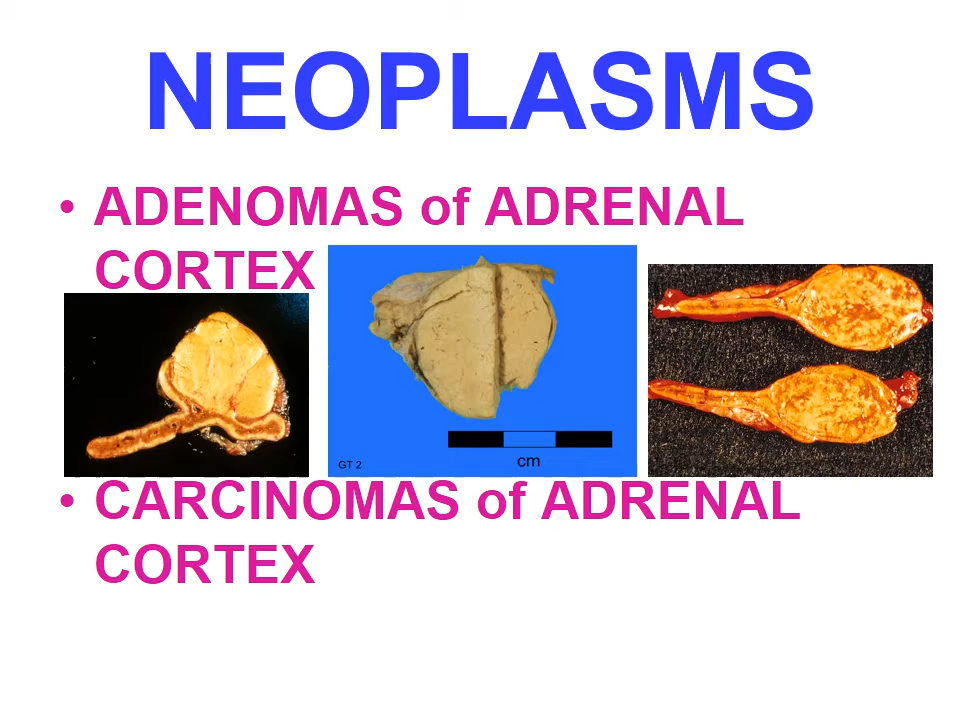 NEOPLASMS
• ADENOMAS of ADRENAL
CORTEX
GT 2
cm
• CARCINOMAS of ADRENAL
CORTEX